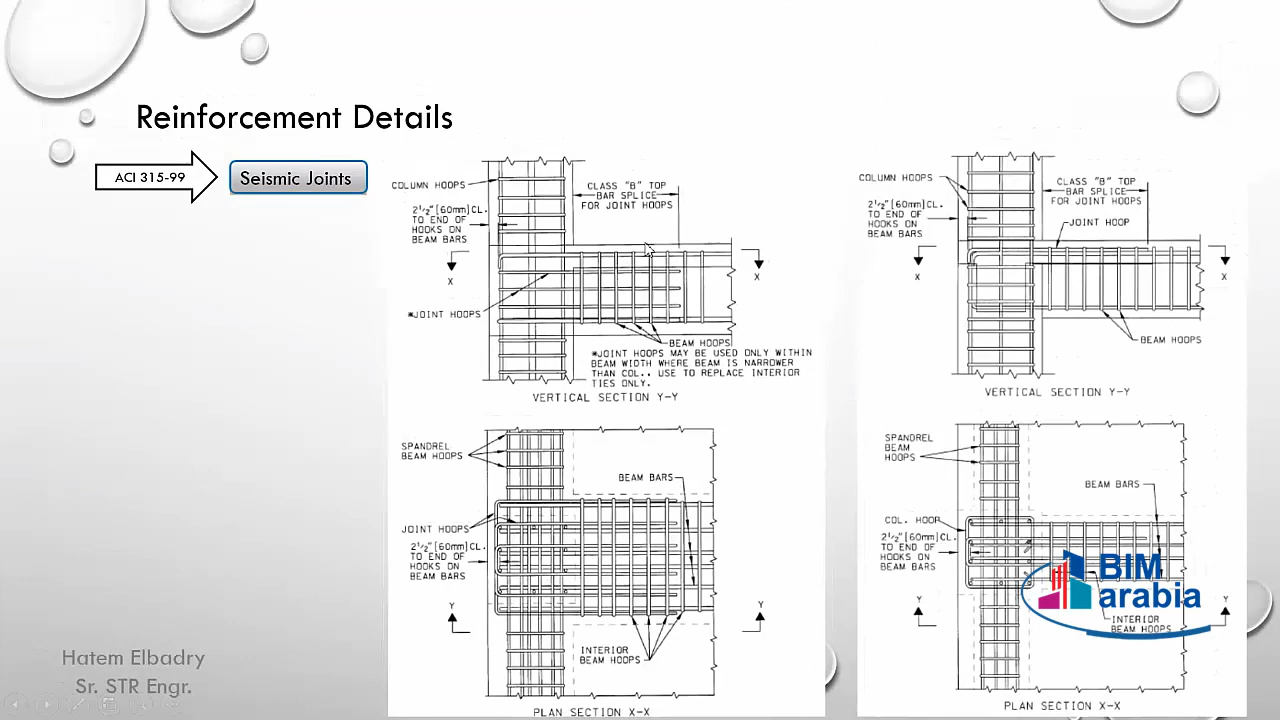 Reinforcement Details
ACI 315-99
Seismic Joints
COLUMN HOOPS
CLASS "B" TOP
BAR SPLICE
FOR JOINT HOOPS
2½"[60mm]CL.
TO END OF
HOOKS ON
BEAM BARS
X
X
*JOINT HOOPS
BEAM HOOPS
*JOINT HOOPS MAY BE USED ONLY WITHIN
BEAM WIDTH WHERE BEAM IS NARROWER
THAN COL.. USE TO REPLACE INTERIOR
TIES ONLY.
VERTICAL SECTION Y-Y
COLUMN HOOPS
CLASS "B" TOP
BAR SPLICE
FOR JOINT HOOPS
2½"[60mm]CL.
TO END OF
HOOKS ON
BEAM BARS
JOINT HOOP
X
X
BEAM HOOPS
VERTICAL SECTION Y-Y
SPANDREL
BEAM HOOPS
BEAM BARS
JOINT HOOPS
2½"[60mm]CL.
TO END OF
HOOKS ON
BEAM BARS
Y
Y
INTERIOR
BEAM HOOPS
PLAN SECTION X-X
SPANDREL
BEAM
HOOPS
BEAM BARS
COL. HOOP
2½"[60mm]CL.
TO END OF
HOOKS ON
BEAM BARS
Y
Y
INTERIOR
BEAM HOOPS
PLAN SECTION X-X
BIM
arabia
Hatem Elbadry
Sr. STR Engr.